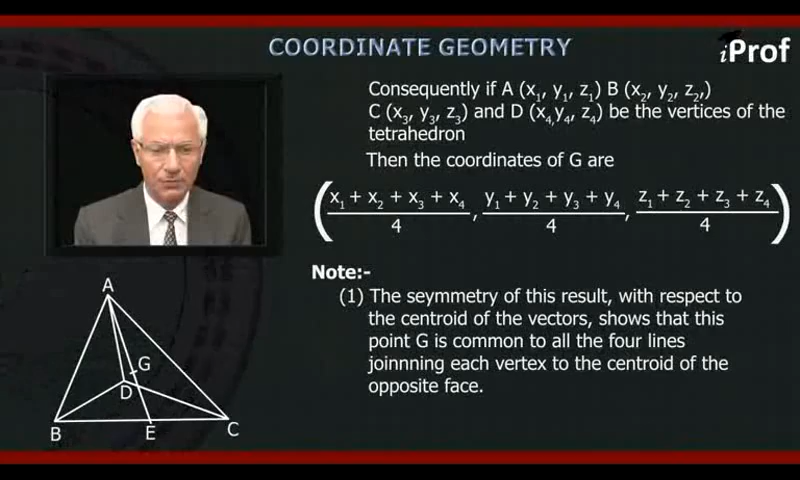 COORDINATE GEOMETRY
iProf
Consequently if A (x₁, y₁, z₁) B (x₂, y₂, z₂,)
C (x₃, y₃, z₃) and D (x₄,y₄, z₄) be the vertices of the
tetrahedron
Then the coordinates of G are
(x₁ + x₂ + x₃ + x₄/4, y₁ + y₂ + y₃ + y₄/4, z₁ + z₂ + z₃ + z₄/4)
Note:-
(1) The seymmetry of this result, with respect to
the centroid of the vectors, shows that this
point G is common to all the four lines
joinnning each vertex to the centroid of the
opposite face.
A
G
D
B
E
C